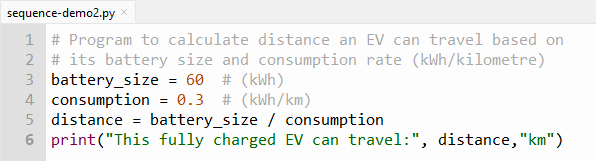 sequence-demo2.py ×
1 # Program to calculate distance an EV can travel based on
2 # its battery size and consumption rate (kWh/kilometre)
3 battery_size = 60  # (kWh)
4 consumption = 0.3  # (kWh/km)
5 distance = battery_size / consumption
6 print("This fully charged EV can travel:", distance,"km")